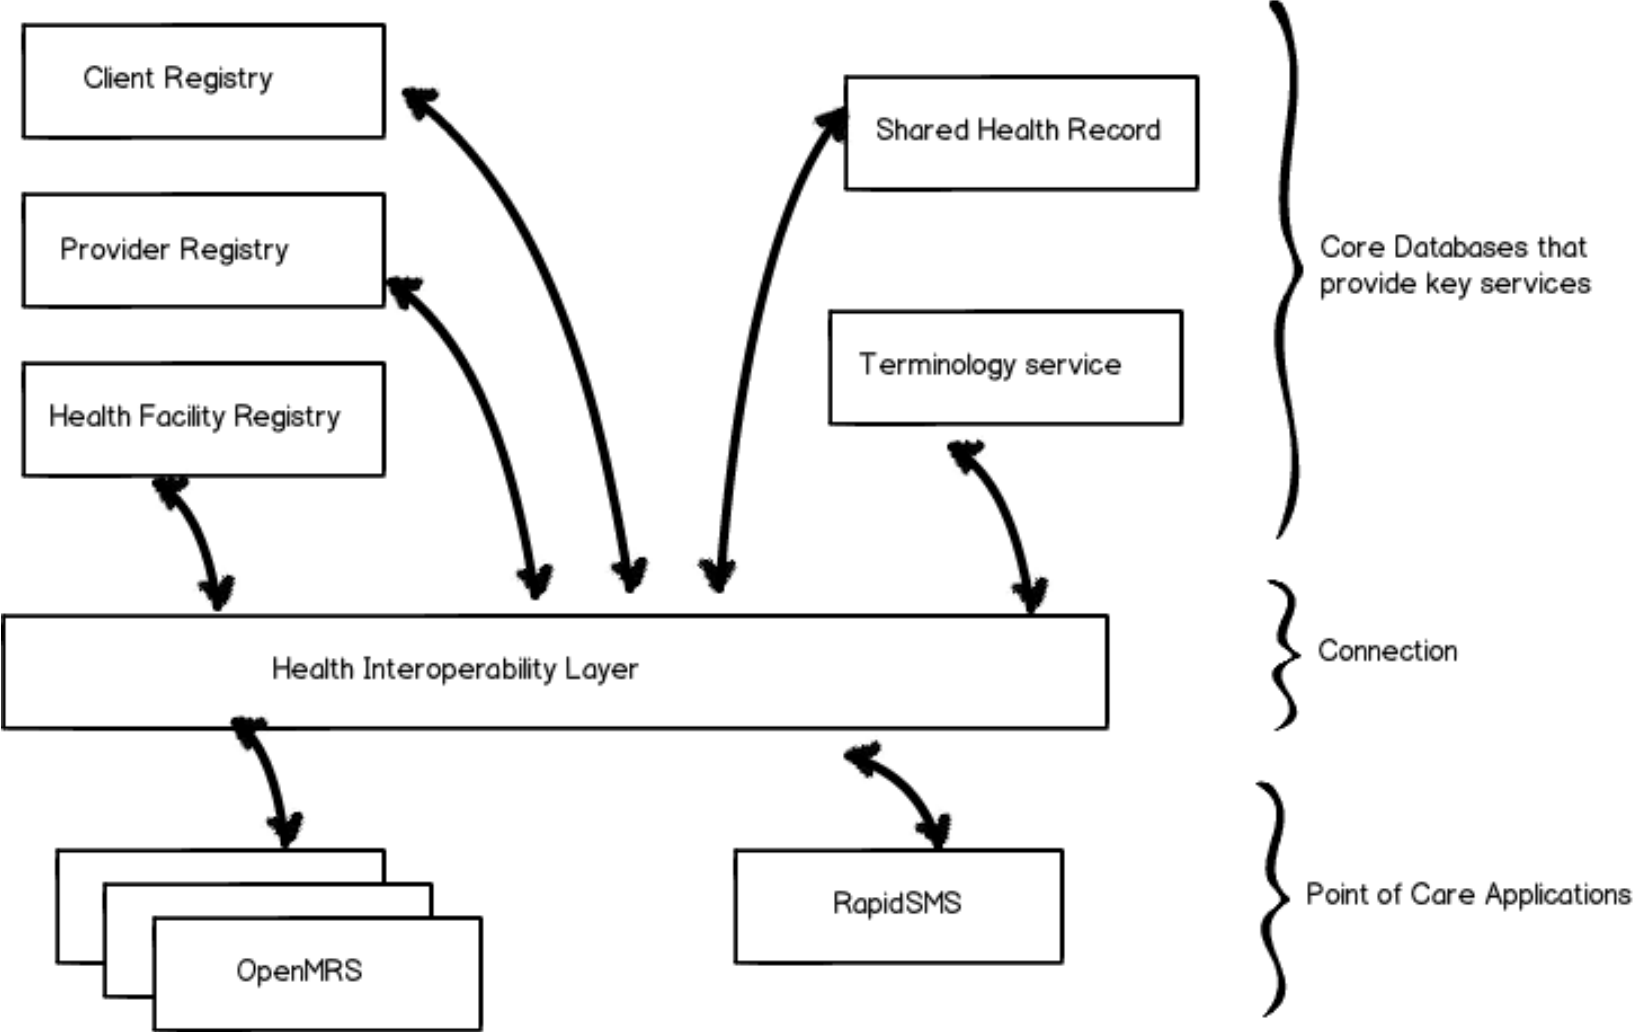 Client Registry
Shared Health Record
Provider Registry
Core Databases that
provide key services
Terminology service
Health Facility Registry
Health Interoperability Layer
Connection
OpenMRS
RapidSMS
Point of Care Applications